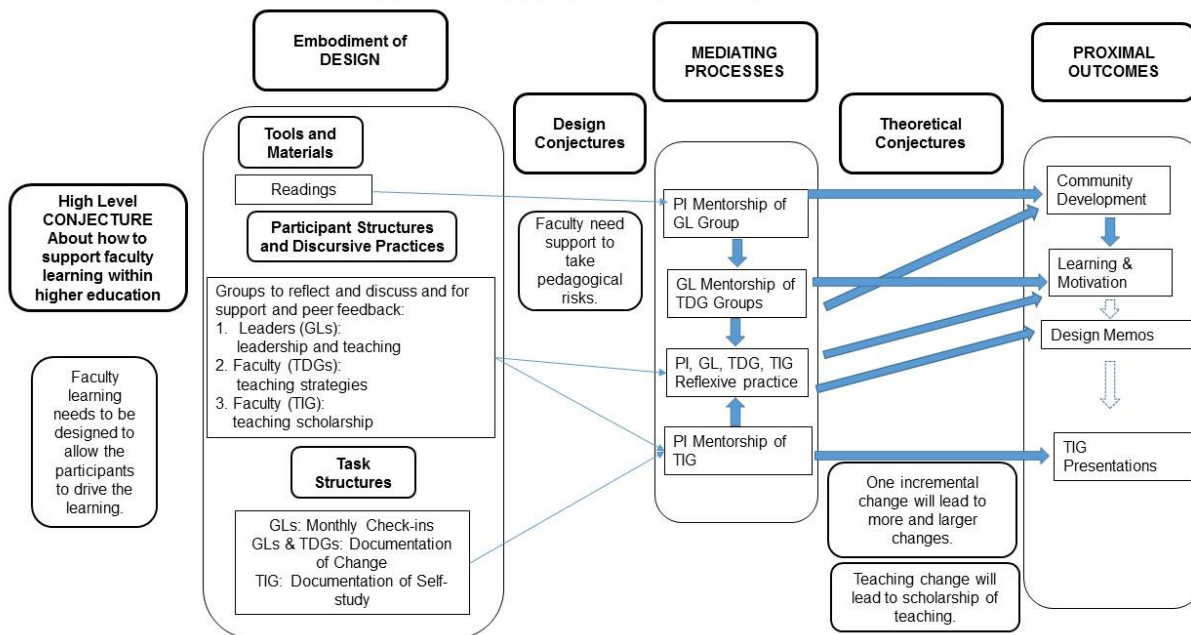 High Level
CONJECTURE
About how to
support faculty
learning within
higher education
Faculty
learning
needs to be
designed to
allow the
participants
to drive the
learning.
Embodiment of
DESIGN
Tools and
Materials
Readings
Participant Structures
and Discursive Practices
Groups to reflect and discuss and for
support and peer feedback:
1. Leaders (GLs):
leadership and teaching
2. Faculty (TDGs):
teaching strategies
3. Faculty (TIG):
teaching scholarship
Task
Structures
GLs: Monthly Check-ins
GLs & TDGs: Documentation
of Change
TIG: Documentation of Self-
study
Design
Conjectures
Faculty need
support to
take
pedagogical
risks.
MEDIATING
PROCESSES
PI Mentorship of
GL Group
GL Mentorship of
TDG Groups
PI, GL, TDG, TIG
Reflexive practice
PI Mentorship of
TIG
Theoretical
Conjectures
One incremental
change will lead to
more and larger
changes.
Teaching change will
lead to scholarship of
teaching.
PROXIMAL
OUTCOMES
Community
Development
Learning &
Motivation
Design Memos
TIG
Presentations